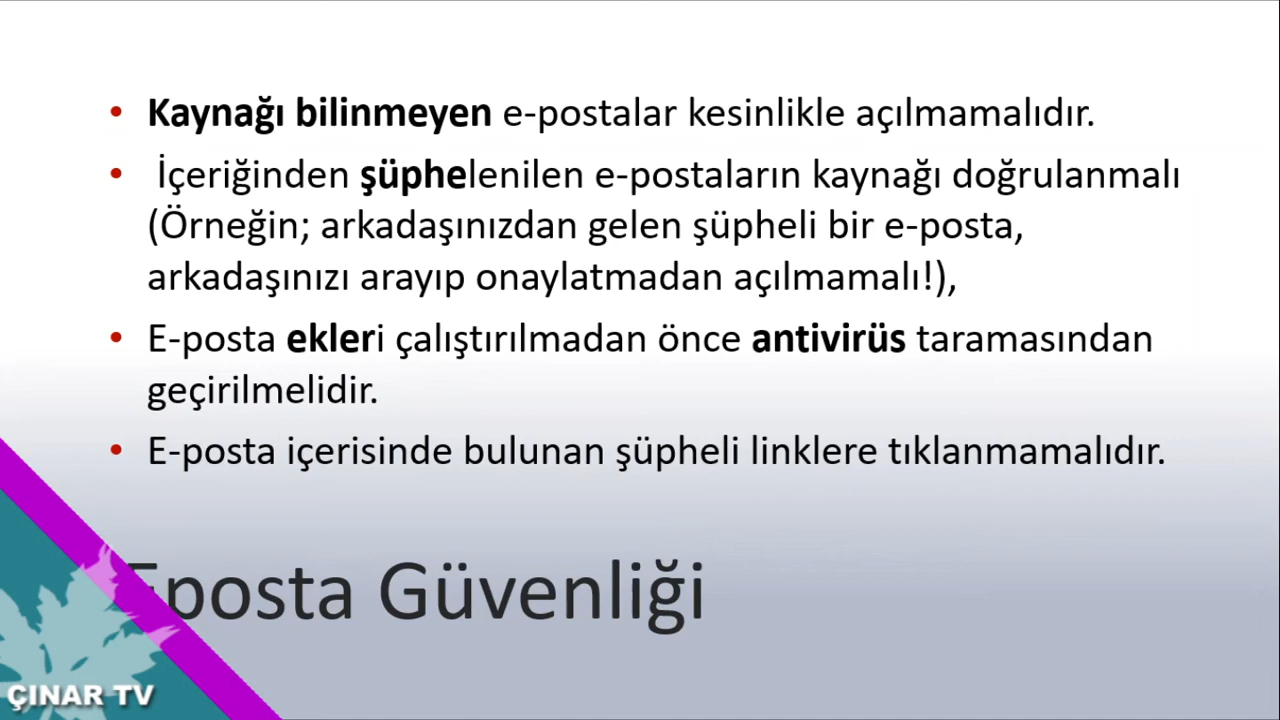 • Kaynağı bilinmeyen e-postalar kesinlikle açılmamalıdır.
• İçeriğinden şüphelenilen e-postaların kaynağı doğrulanmalı
(Örneğin; arkadaşınızdan gelen şüpheli bir e-posta,
arkadaşınızı arayıp onaylatmadan açılmamalı!),
• E-posta ekleri çalıştırılmadan önce antivirüs taramasından
geçirilmelidir.
• E-posta içerisinde bulunan şüpheli linklere tıklanmamalıdır.
Eposta Güvenliği
ÇINAR TV